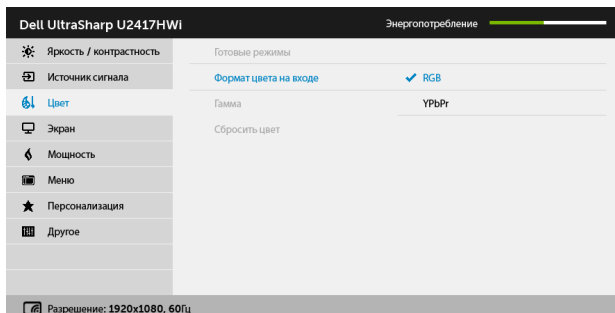 Dell UltraSharp U2417HWi
Энергопотребление
Яркость / контрастность
Готовые режимы
Источник сигнала
Формат цвета на входе
RGB
Цвет
Гамма
YPbPr
Экран
Сбросить цвет
Мощность
Меню
Персонализация
Другое
Разрешение: 1920x1080, 60Гц